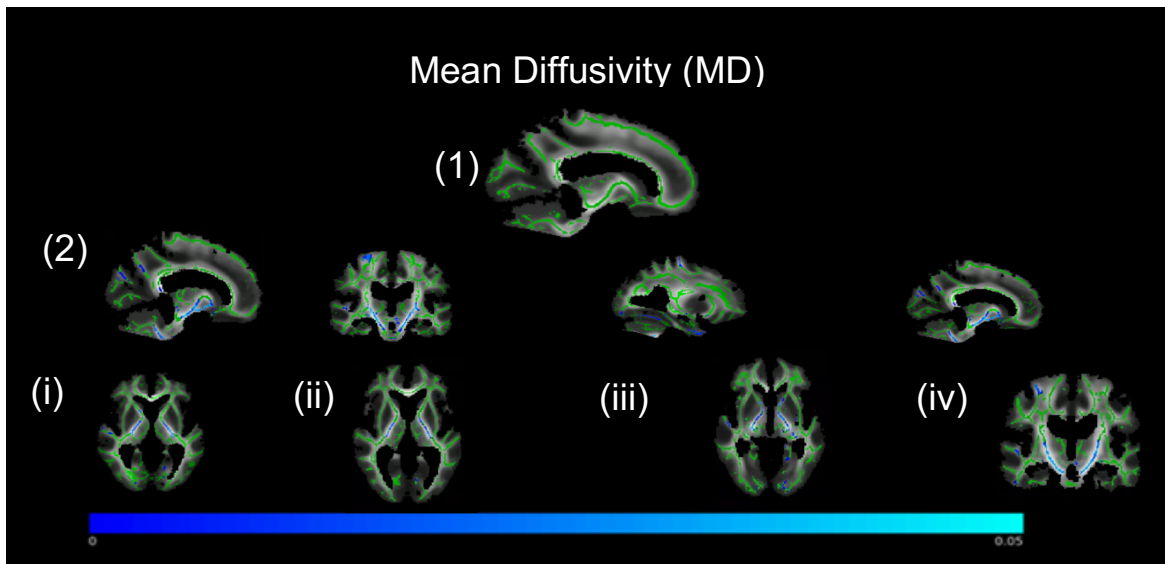 Mean Diffusivity (MD)
(1)
(2)
(i)
(ii)
(iii)
(iv)
0
0.05